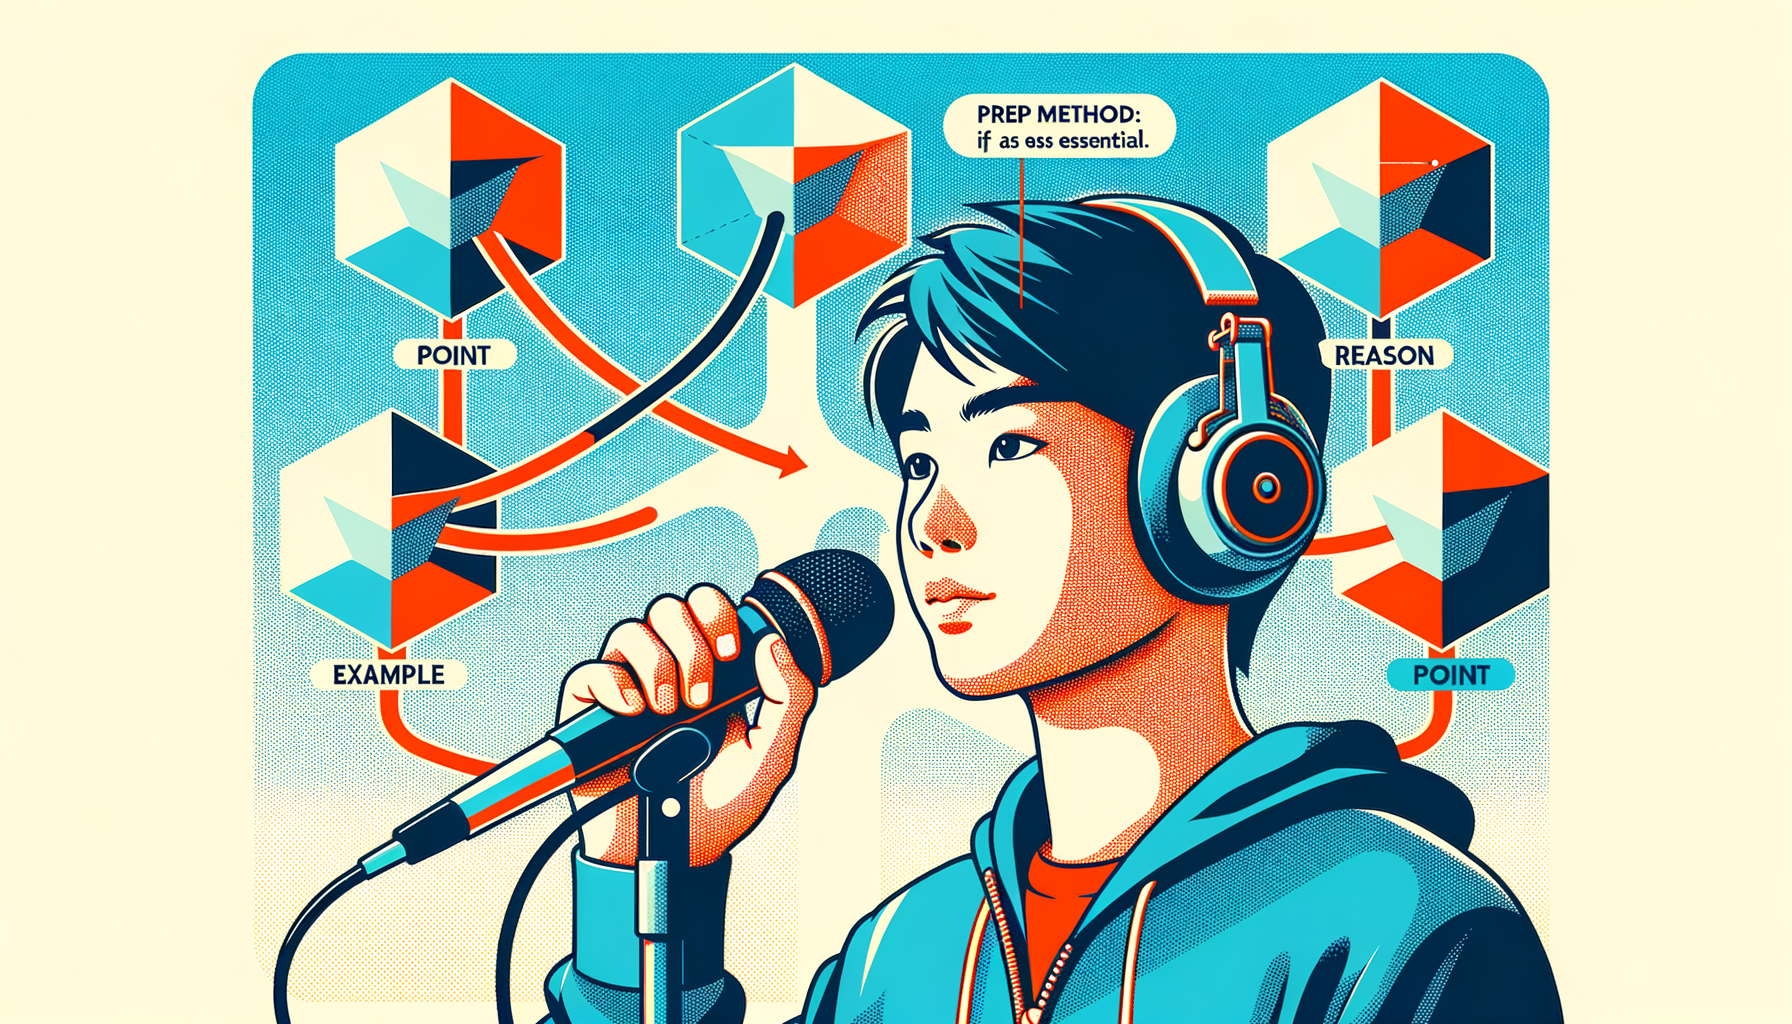 PREP METHOD:
if as ess essential.
POINT
REASON
EXAMPLE
POINT